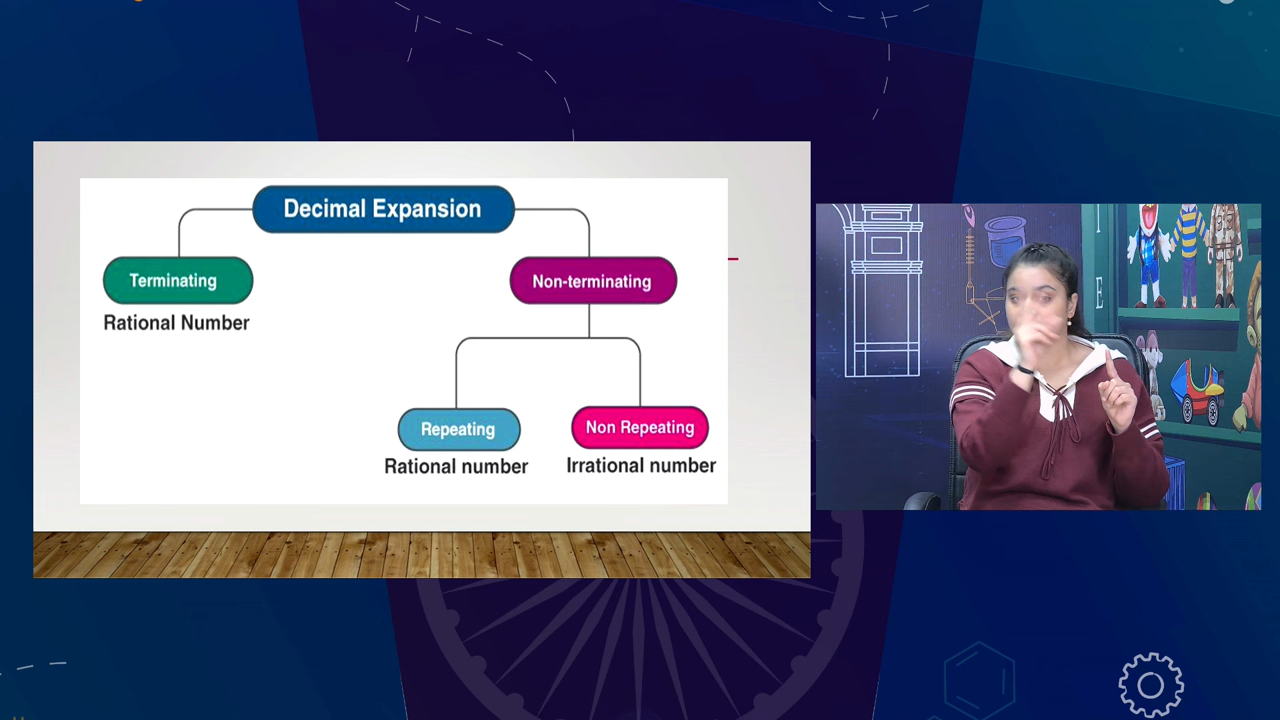 Decimal Expansion
Terminating
Non-terminating
Rational Number
Repeating
Non Repeating
Rational number
Irrational number
I
E